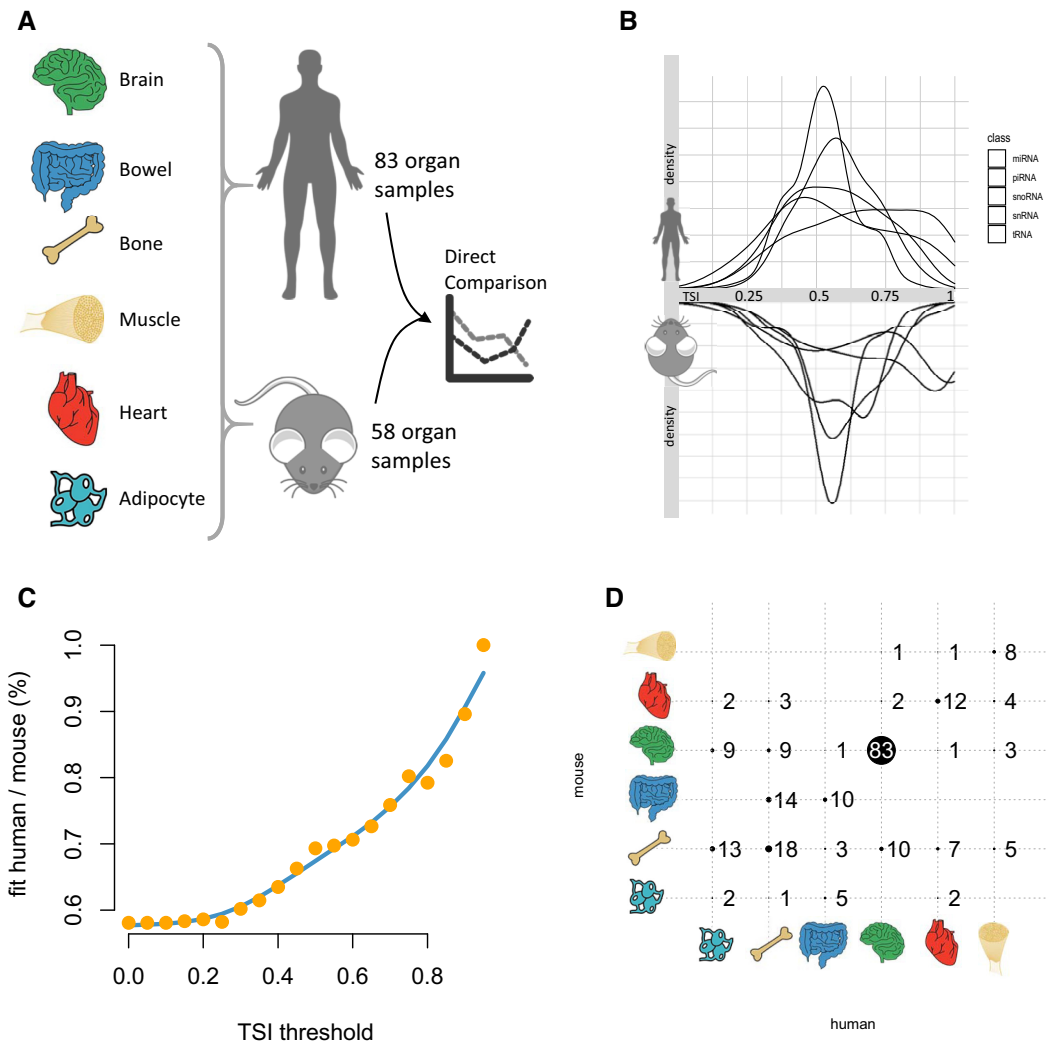 A
Brain
Bowel
Bone
Muscle
Heart
Adipocyte
83 organ
samples
58 organ
samples
Direct
Comparison
B
density
TSI 0.25 0.5 0.75 1
density
class
miRNA
piRNA
snoRNA
snRNA
tRNA
C
fit human / mouse (%)
1.0
0.9
0.8
0.7
0.6
0.0 0.2 0.4 0.6 0.8
TSI threshold
D
mouse
1 1 8
2 3 2 12 4
9 9 1 83 1 3
14 10
13 18 3 10 7 5
2 1 5 2
human